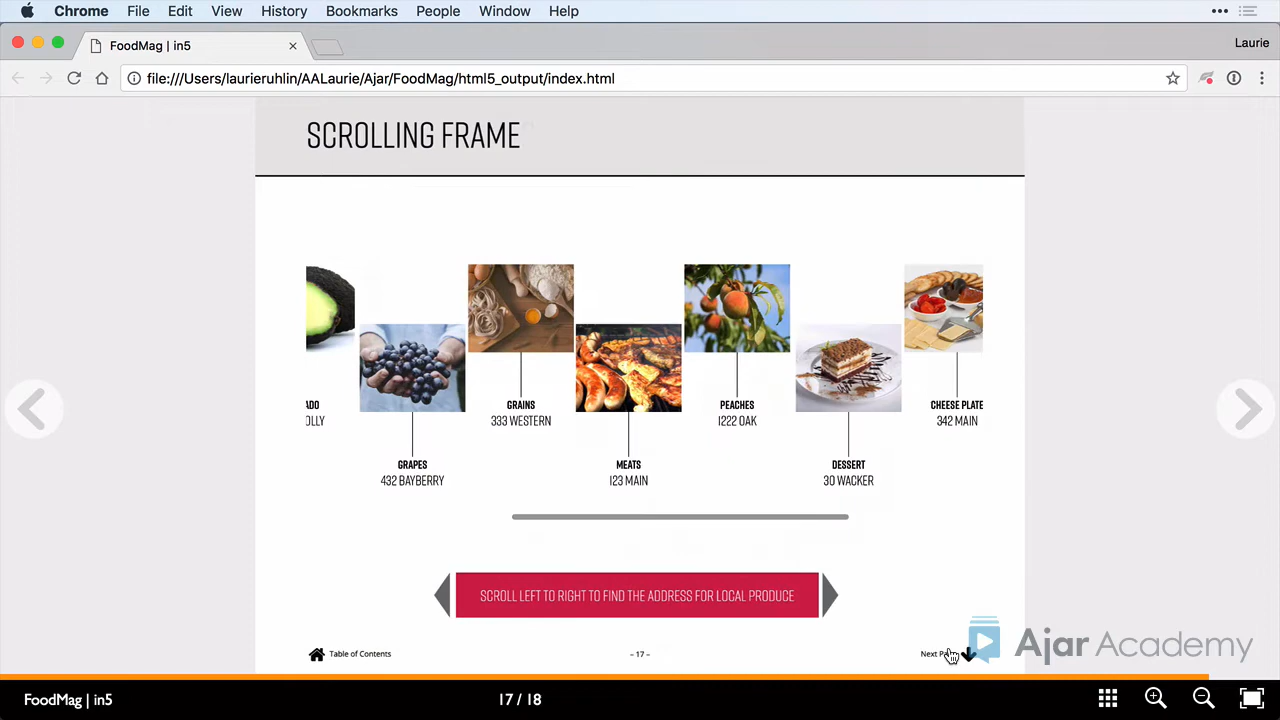 Chrome File Edit View History Bookmarks People Window Help
FoodMag | in5
Laurie
file:///Users/laurieruhlin/AALaurie/Ajar/FoodMag/html5_output/index.html
SCROLLING FRAME
ADO
OLLY
GRAPES
432 BAYBERRY
GRAINS
333 WESTERN
MEATS
123 MAIN
PEACHES
1222 OAK
DESSERT
30 WACKER
CHEESE PLATE
342 MAIN
SCROLL LEFT TO RIGHT TO FIND THE ADDRESS FOR LOCAL PRODUCE
Table of Contents
– 17 –
Next
Ajar Academy
FoodMag | in5
17 / 18